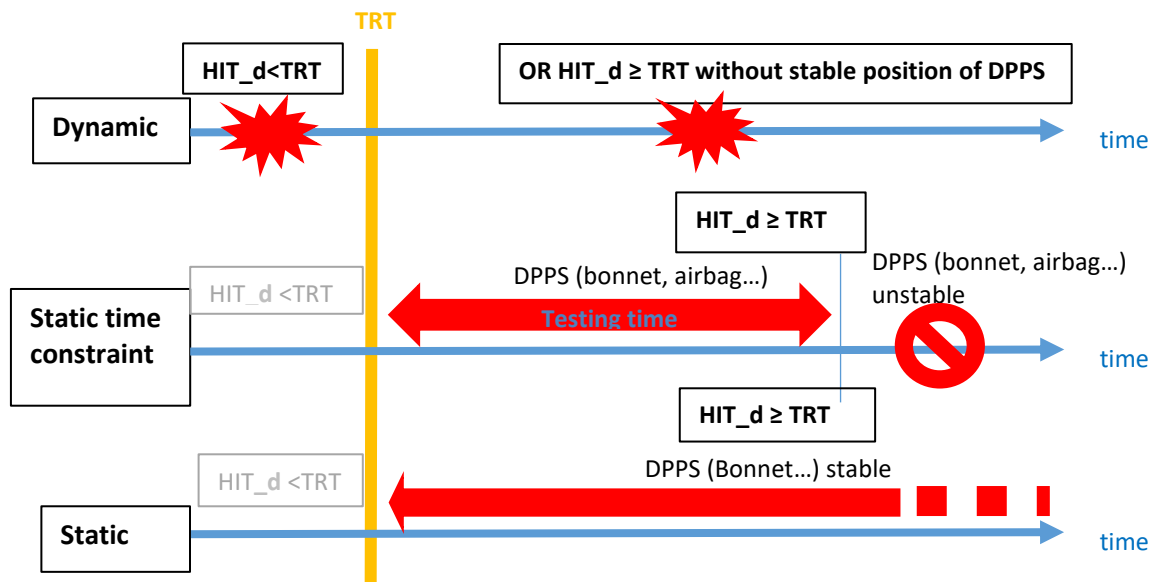 TRT
HIT_d<TRT
OR HIT_d ≥ TRT without stable position of DPPS
Dynamic
time
HIT_d ≥ TRT
HIT_d <TRT
DPPS (bonnet, airbag...)
DPPS (bonnet, airbag...)
unstable
Testing time
Static time
constraint
time
HIT_d ≥ TRT
HIT_d <TRT
DPPS (Bonnet...) stable
Static
time